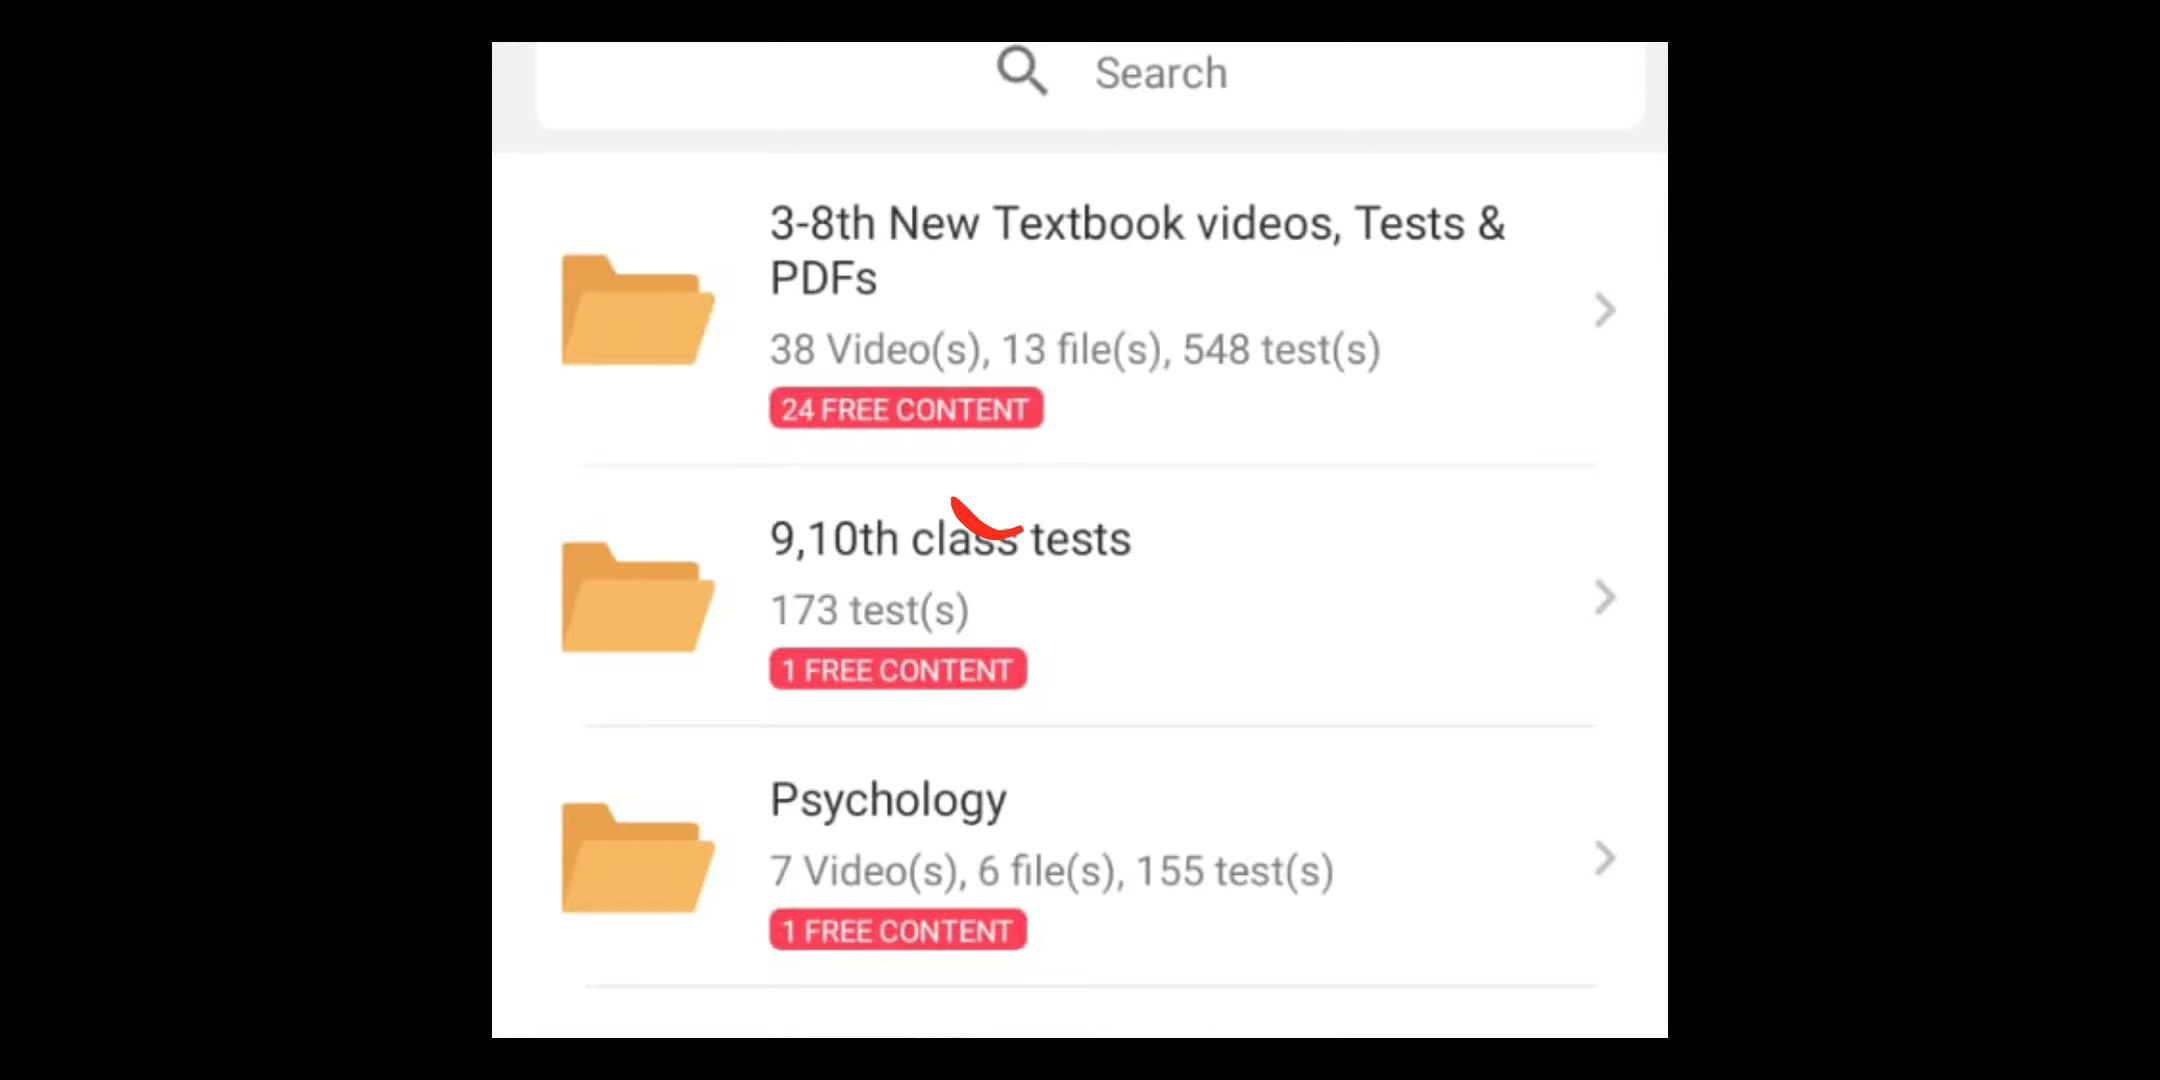 Search
3-8th New Textbook videos, Tests &
PDFs
38 Video(s), 13 file(s), 548 test(s)
24 FREE CONTENT
9,10th class tests
173 test(s)
1 FREE CONTENT
Psychology
7 Video(s), 6 file(s), 155 test(s)
1 FREE CONTENT